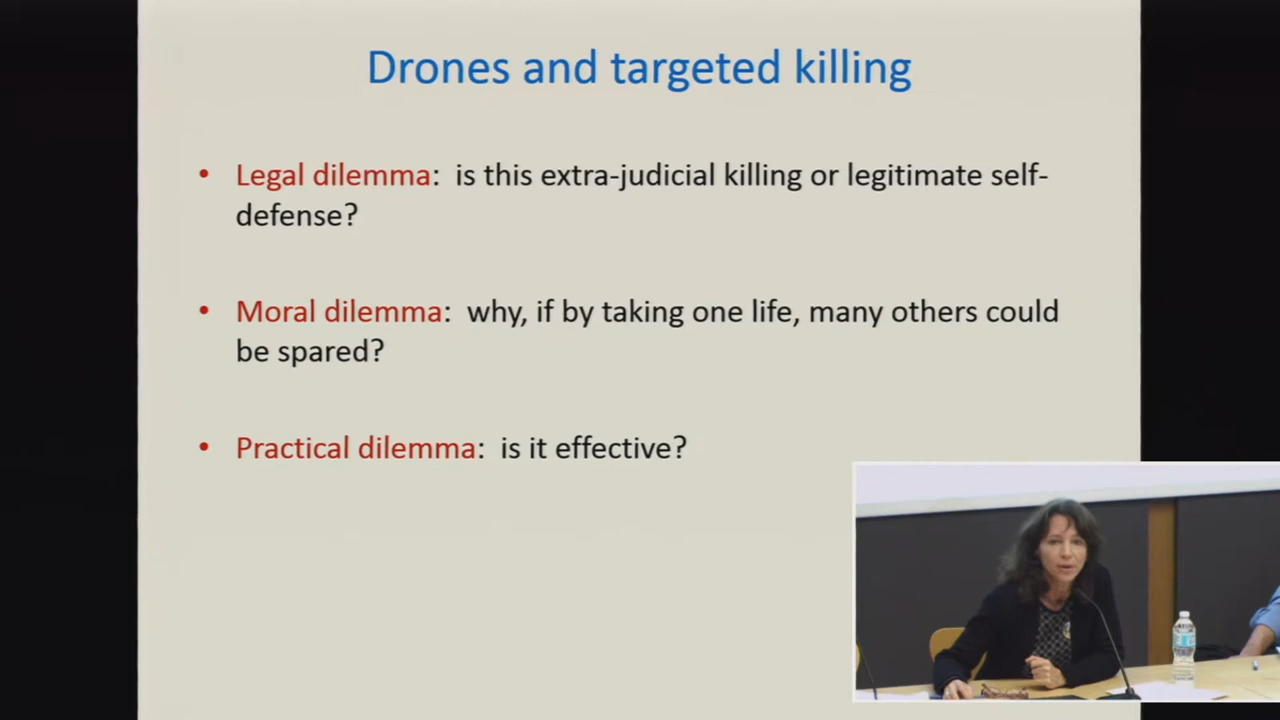 Drones and targeted killing
• Legal dilemma: is this extra-judicial killing or legitimate self-
defense?
• Moral dilemma: why, if by taking one life, many others could
be spared?
• Practical dilemma: is it effective?